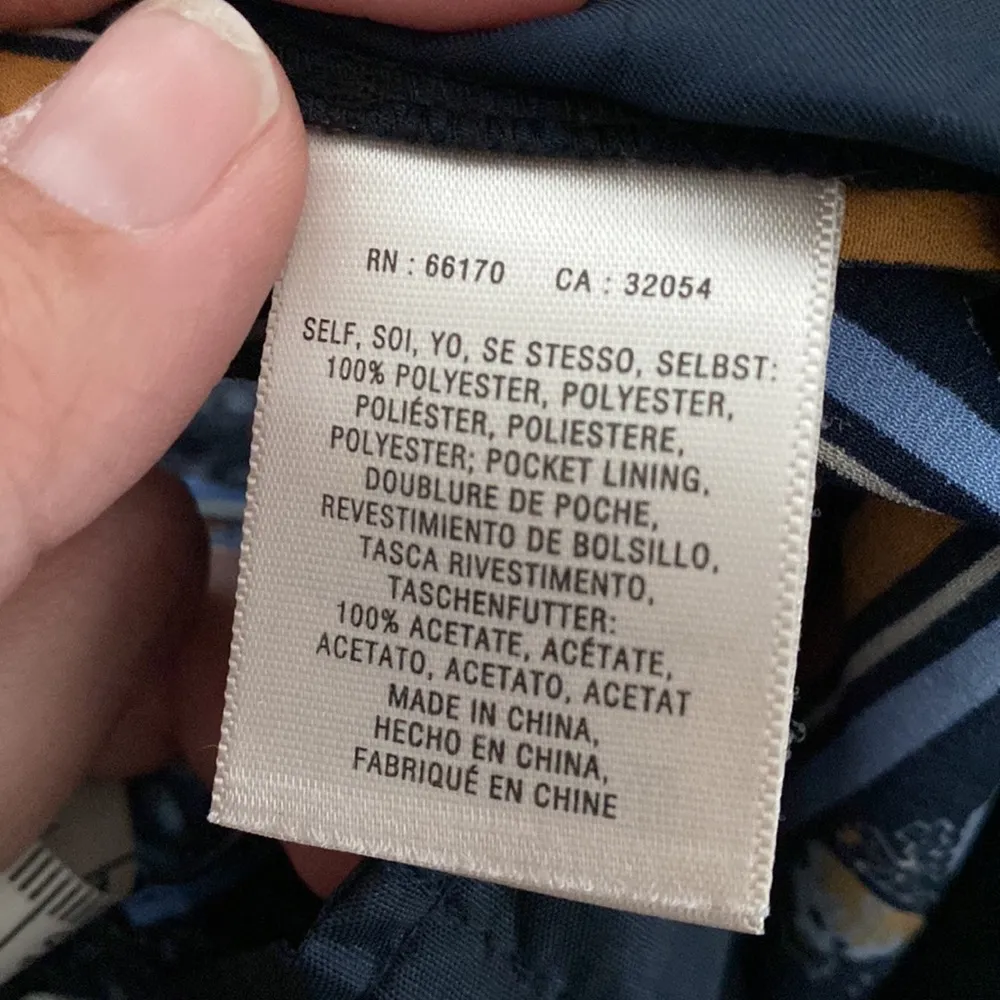 RN : 66170 CA : 32054
SELF, SOI, YO, SE STESSO, SELBST:
100% POLYESTER, POLYESTER,
POLIÉSTER, POLIESTERE,
POLYESTER; POCKET LINING,
DOUBLURE DE POCHE,
REVESTIMIENTO DE BOLSILLO,
TASCA RIVESTIMENTO,
TASCHENFUTTER:
100% ACETATE, ACÉTATE,
ACETATO, ACETATO, ACETAT
MADE IN CHINA,
HECHO EN CHINA,
FABRIQUÉ EN CHINE